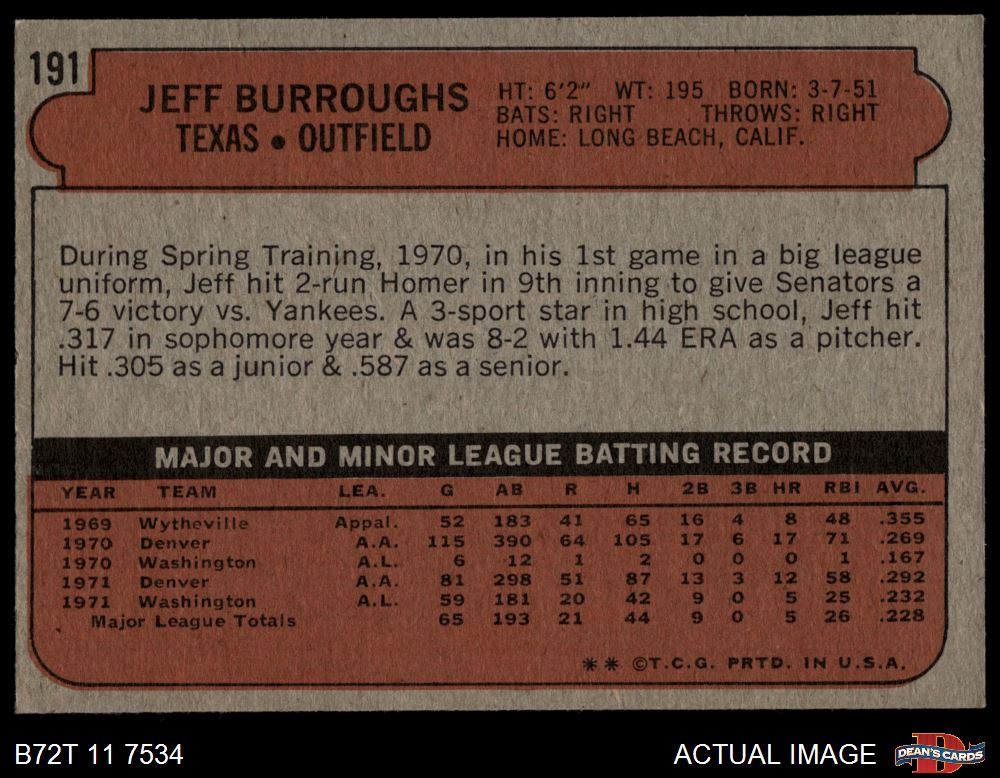 191
JEFF BURROUGHS
TEXAS • OUTFIELD
HT: 6'2" WT: 195 BORN: 3-7-51
BATS: RIGHT THROWS: RIGHT
HOME: LONG BEACH, CALIF.
During Spring Training, 1970, in his 1st game in a big league
uniform, Jeff hit 2-run Homer in 9th inning to give Senators a
7-6 victory vs. Yankees. A 3-sport star in high school, Jeff hit
.317 in sophomore year & was 8-2 with 1.44 ERA as a pitcher.
Hit .305 as a junior & .587 as a senior.
MAJOR AND MINOR LEAGUE BATTING RECORD
YEAR TEAM LEA. G AB R H 2B 3B HR RBI AVG.
1969 Wytheville Appal. 52 183 41 65 16 4 8 48 .355
1970 Denver A.A. 115 390 64 105 17 6 17 71 .269
1970 Washington A.L. 6 12 1 2 0 0 0 1 .167
1971 Denver A.A. 81 298 51 87 13 3 12 58 .292
1971 Washington A.L. 59 181 20 42 9 0 5 25 .232
Major League Totals 65 193 21 44 9 0 5 26 .228
** ©T.C.G. PRTD. IN U.S.A.
B72T 11 7534
ACTUAL IMAGE
DEAN'S CARDS